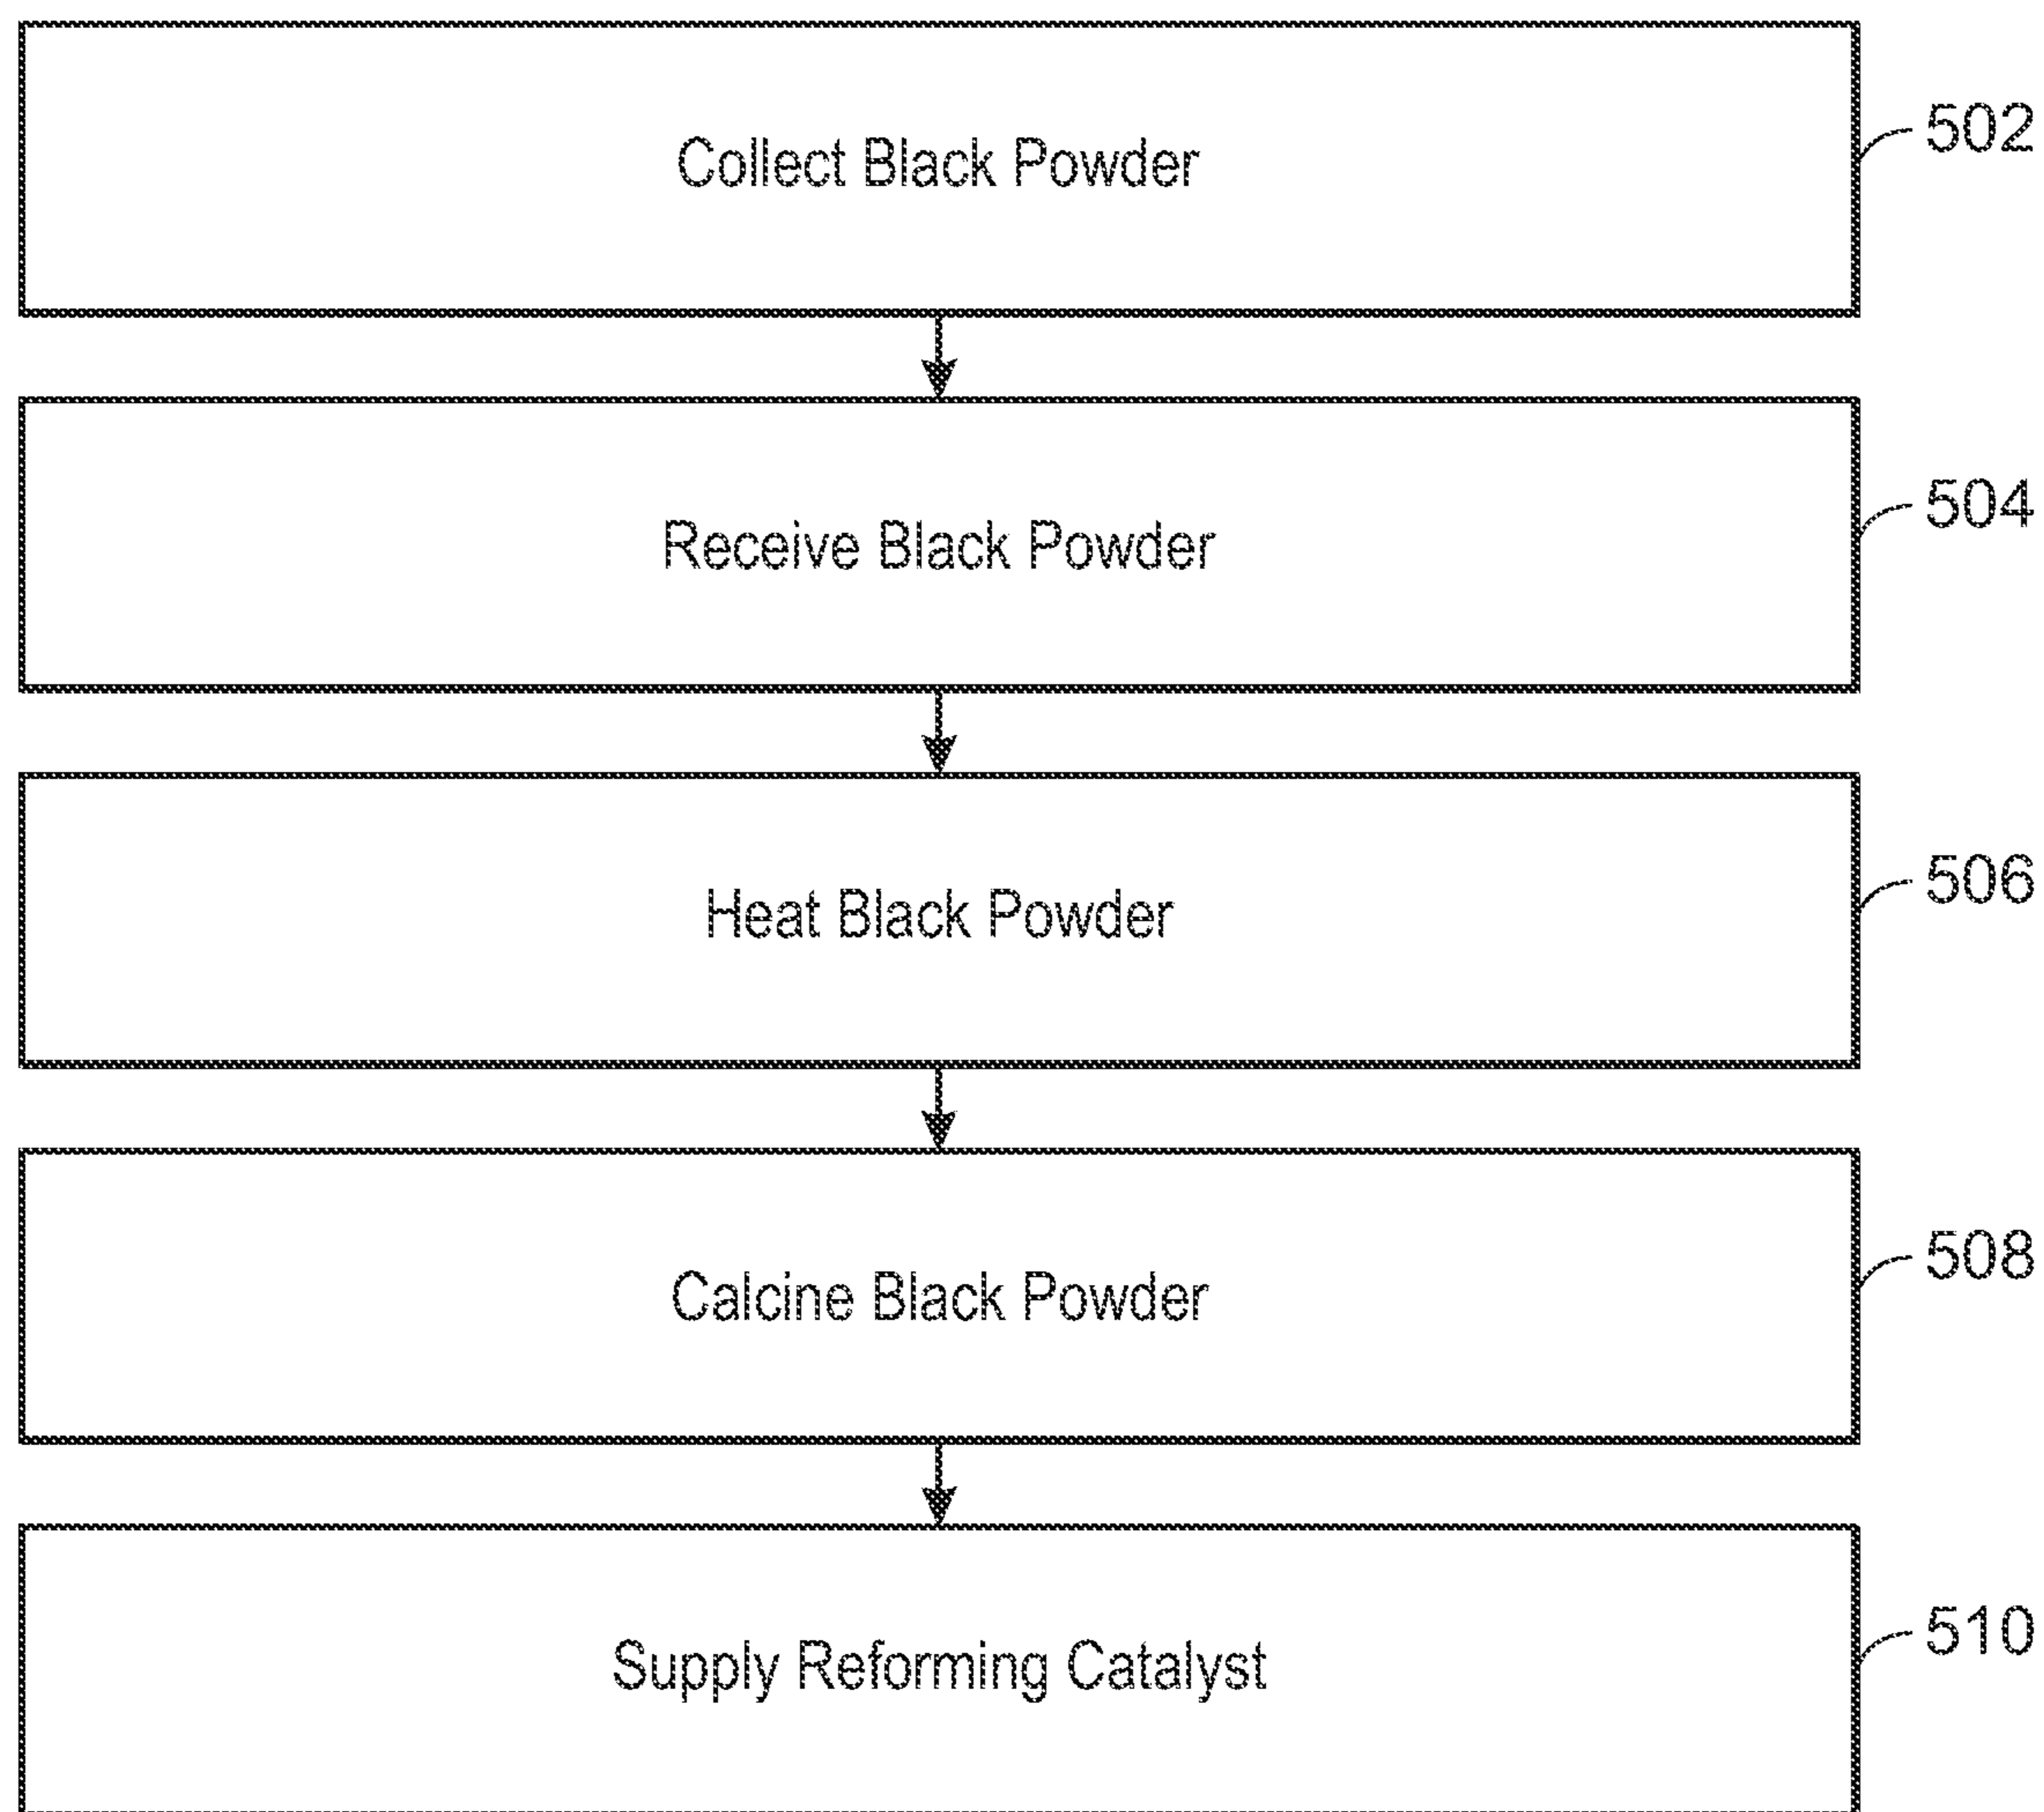 Collect Black Powder
502
Receive Black Powder
504
Heat Black Powder
506
Calcine Black Powder
508
Supply Reforming Catalyst
510